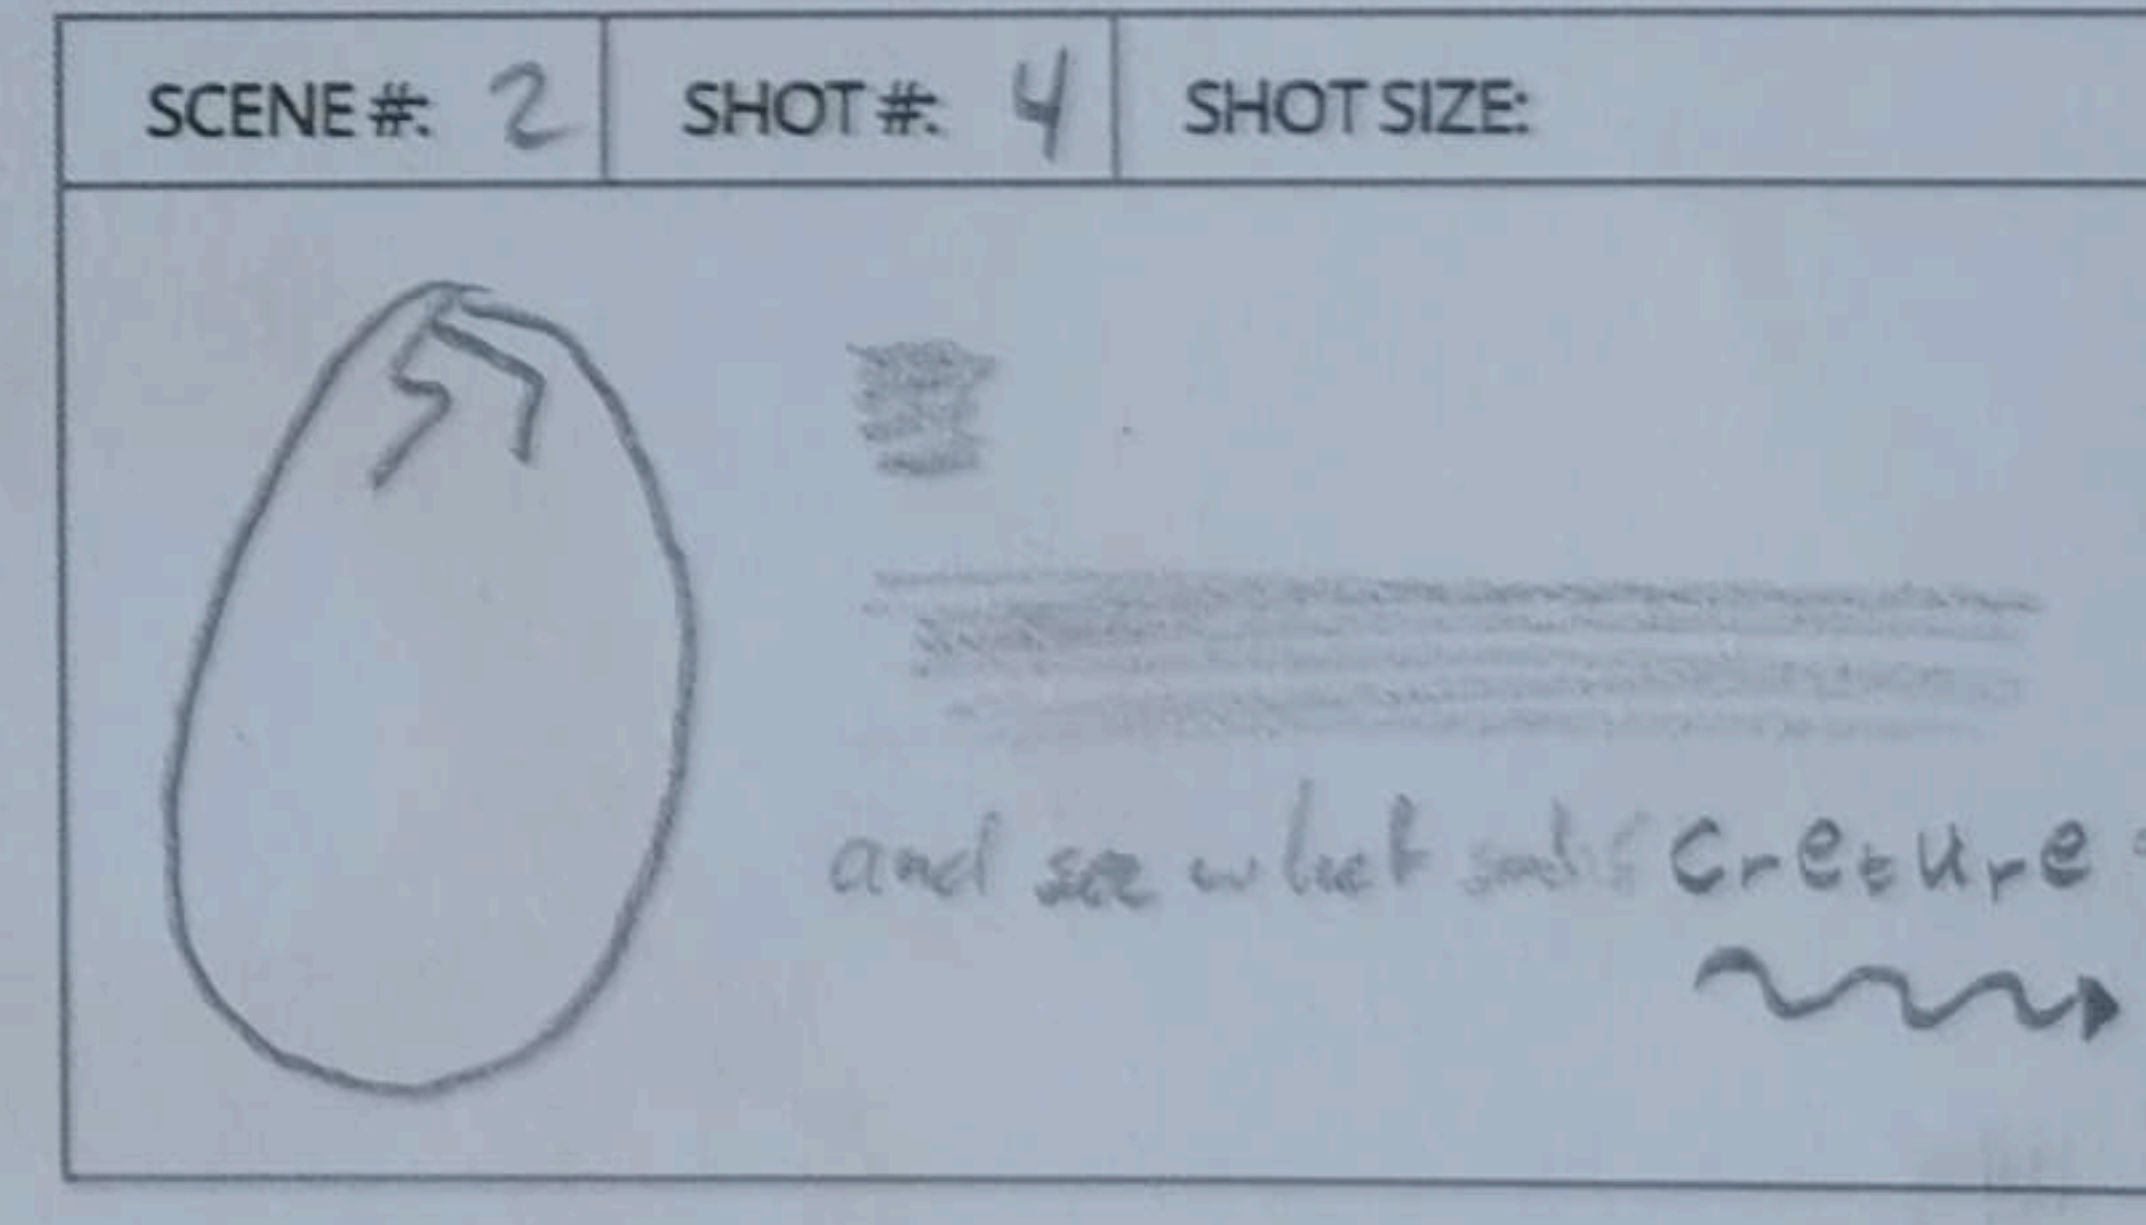 SCENE #: 2 SHOT #: 4 SHOT SIZE:
and see what creture